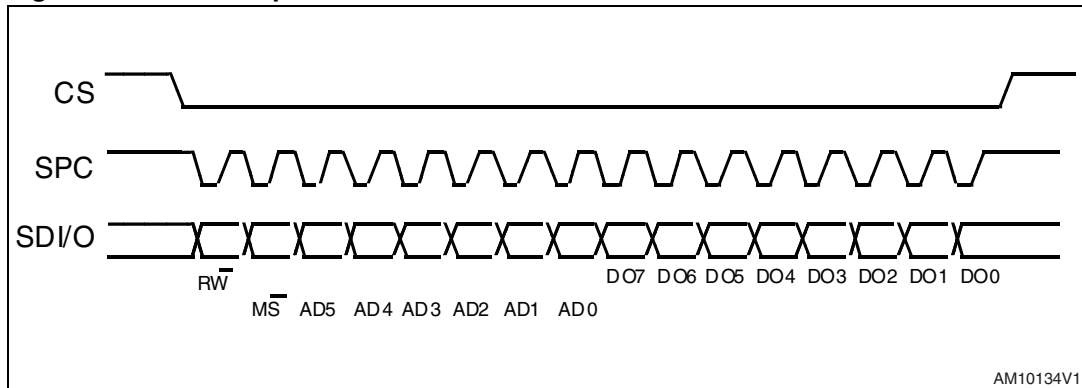 CS
SPC
SDI/O
RW
DO7 DO6 DO5 DO4 DO3 DO2 DO1 DO0
MS AD5 AD4 AD3 AD2 AD1 AD0
AM10134V1